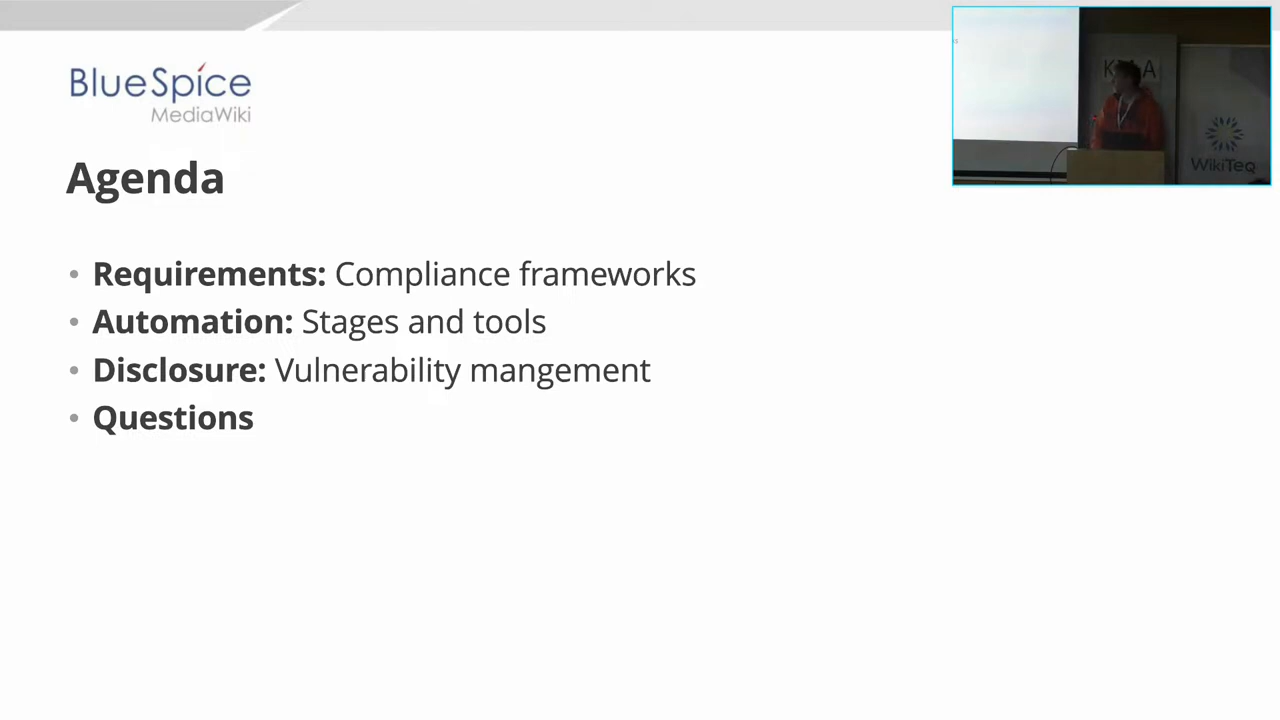 BlueSpice
MediaWiki
Agenda
• Requirements: Compliance frameworks
• Automation: Stages and tools
• Disclosure: Vulnerability mangement
• Questions
WikiTeq